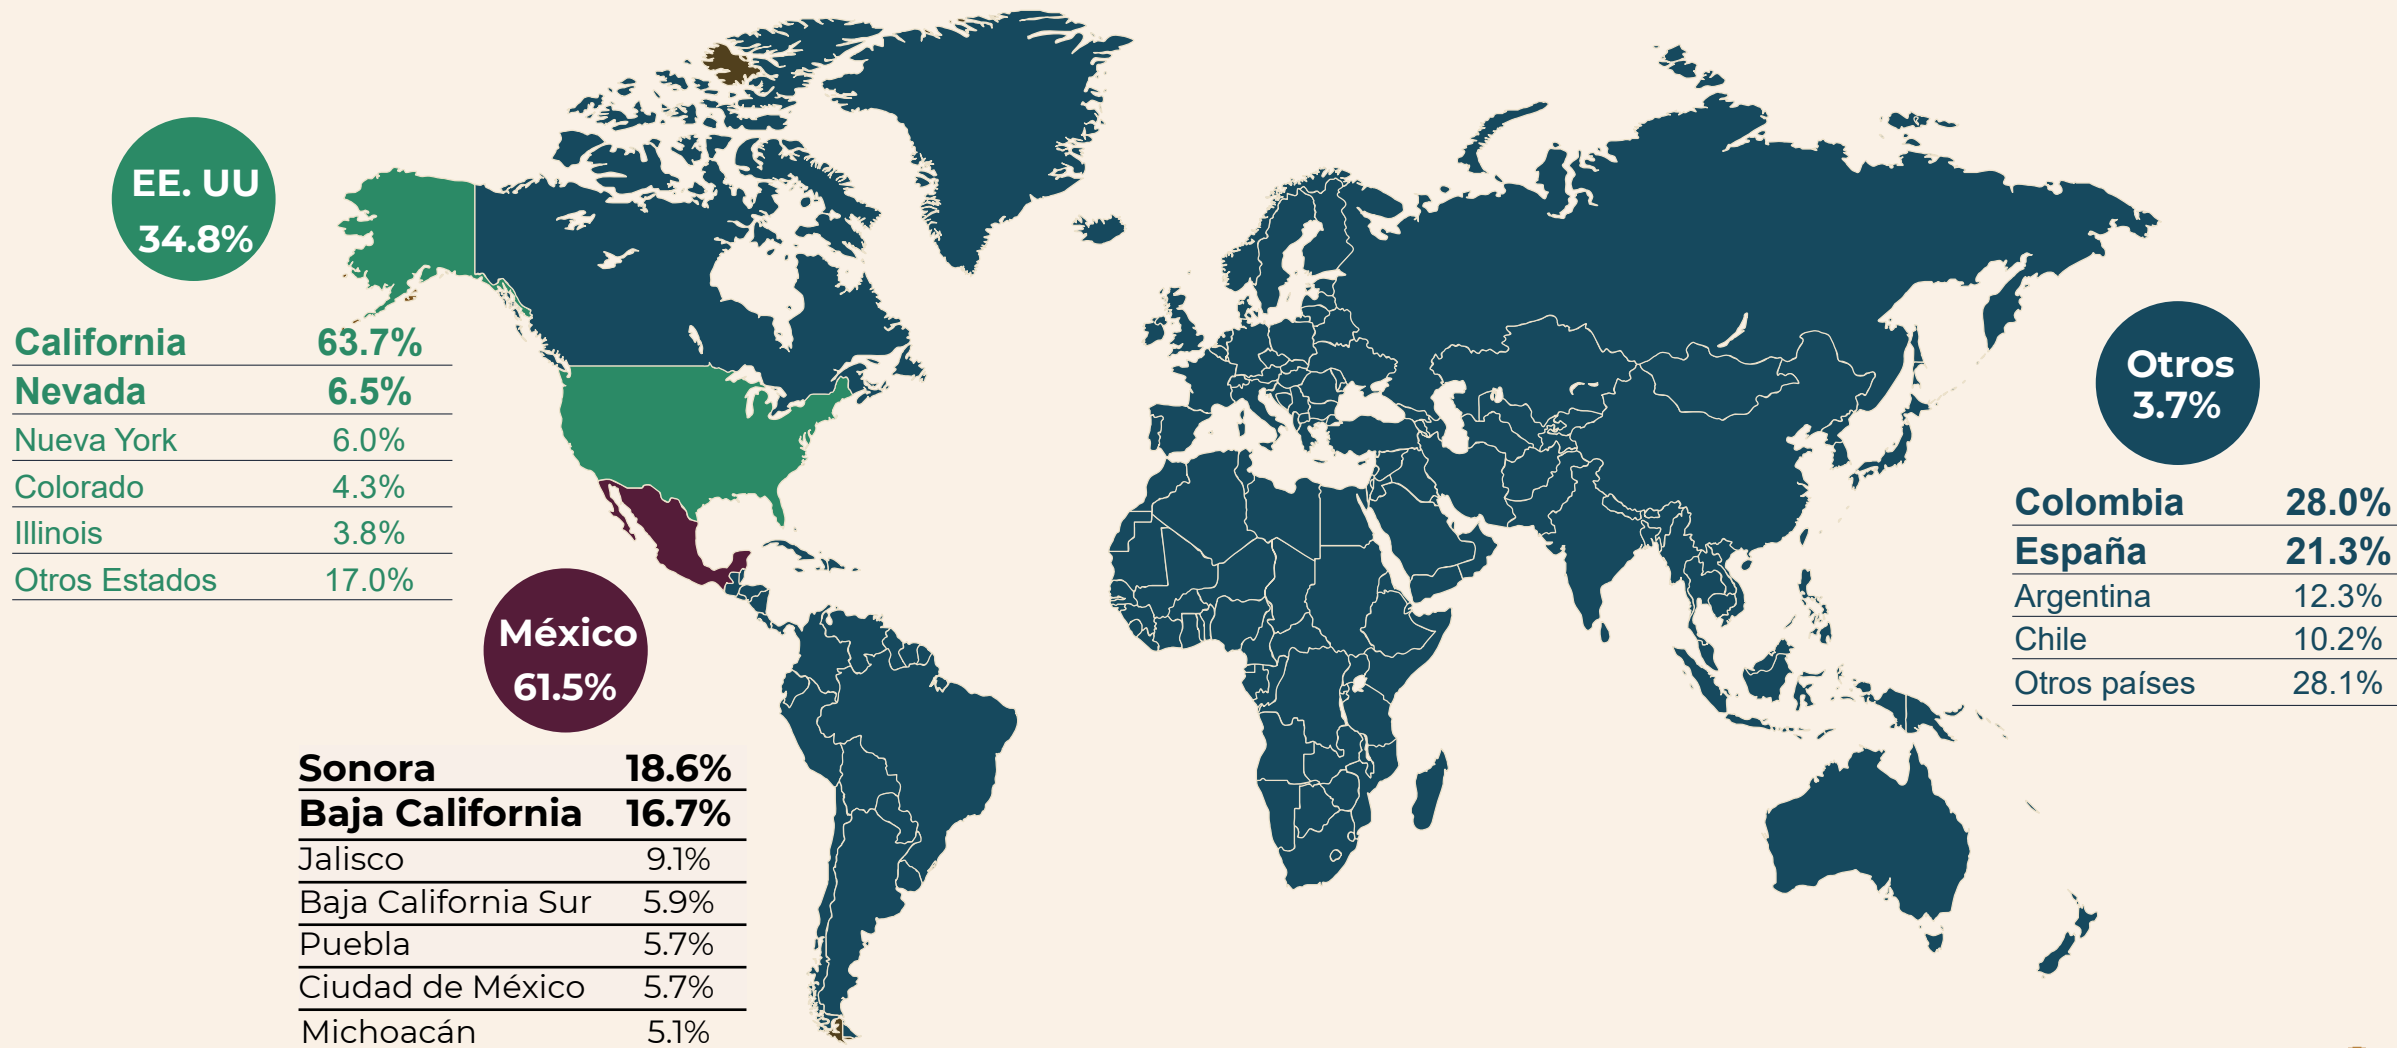 EE. UU
34.8%
California 63.7%
Nevada 6.5%
Nueva York 6.0%
Colorado 4.3%
Illinois 3.8%
Otros Estados 17.0%
México
61.5%
Sonora 18.6%
Baja California 16.7%
Jalisco 9.1%
Baja California Sur 5.9%
Puebla 5.7%
Ciudad de México 5.7%
Michoacán 5.1%
Otros
3.7%
Colombia 28.0%
España 21.3%
Argentina 12.3%
Chile 10.2%
Otros países 28.1%